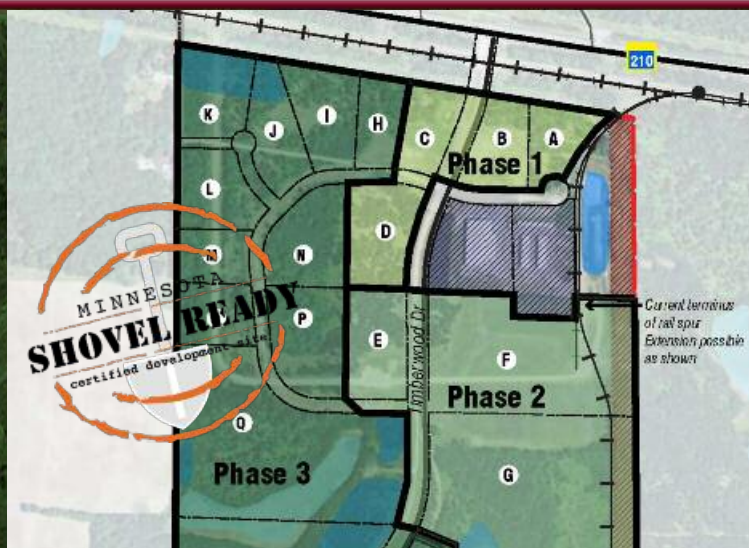 210
K
J
I
H
C
B
A
Phase 1
L
D
M
N
MINNESOTA
SHOVEL READY
certified development site
P
E
Timberwood Dr
F
Current terminus
of rail spur
Extension possible
as shown
Phase 2
Q
Phase 3
G